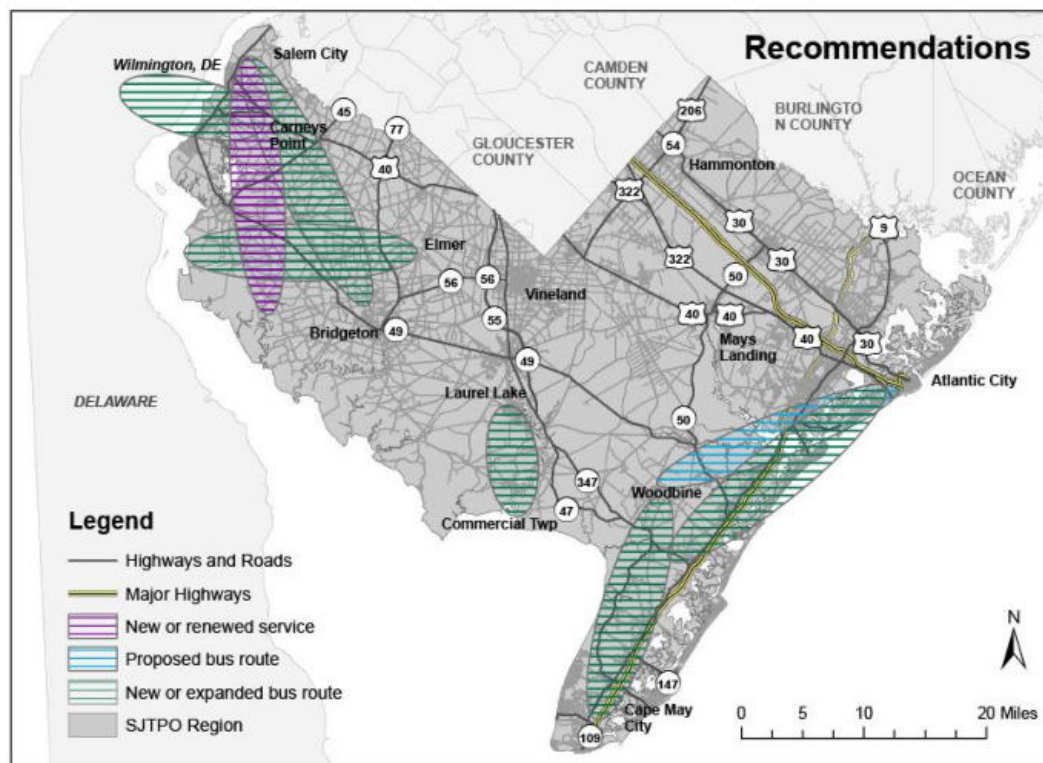 Recommendations
Salem City
Wilmington, DE
CAMDEN
COUNTY
BURLINGTO
N COUNTY
206
45
77
54
Carneys
Point
GLOUCESTER
COUNTY
Hammonton
40
322
OCEAN
COUNTY
30
9
Elmer
322
30
56
56
50
Vineland
55
40
40
Bridgeton
49
Mays
Landing
40
30
49
Atlantic City
Laurel Lake
DELAWARE
50
347
Woodbine
47
Commercial Twp
Legend
Highways and Roads
Major Highways
New or renewed service
Proposed bus route
New or expanded bus route
SJTPO Region
147
Cape May
City
109
N
0 5 10 20 Miles